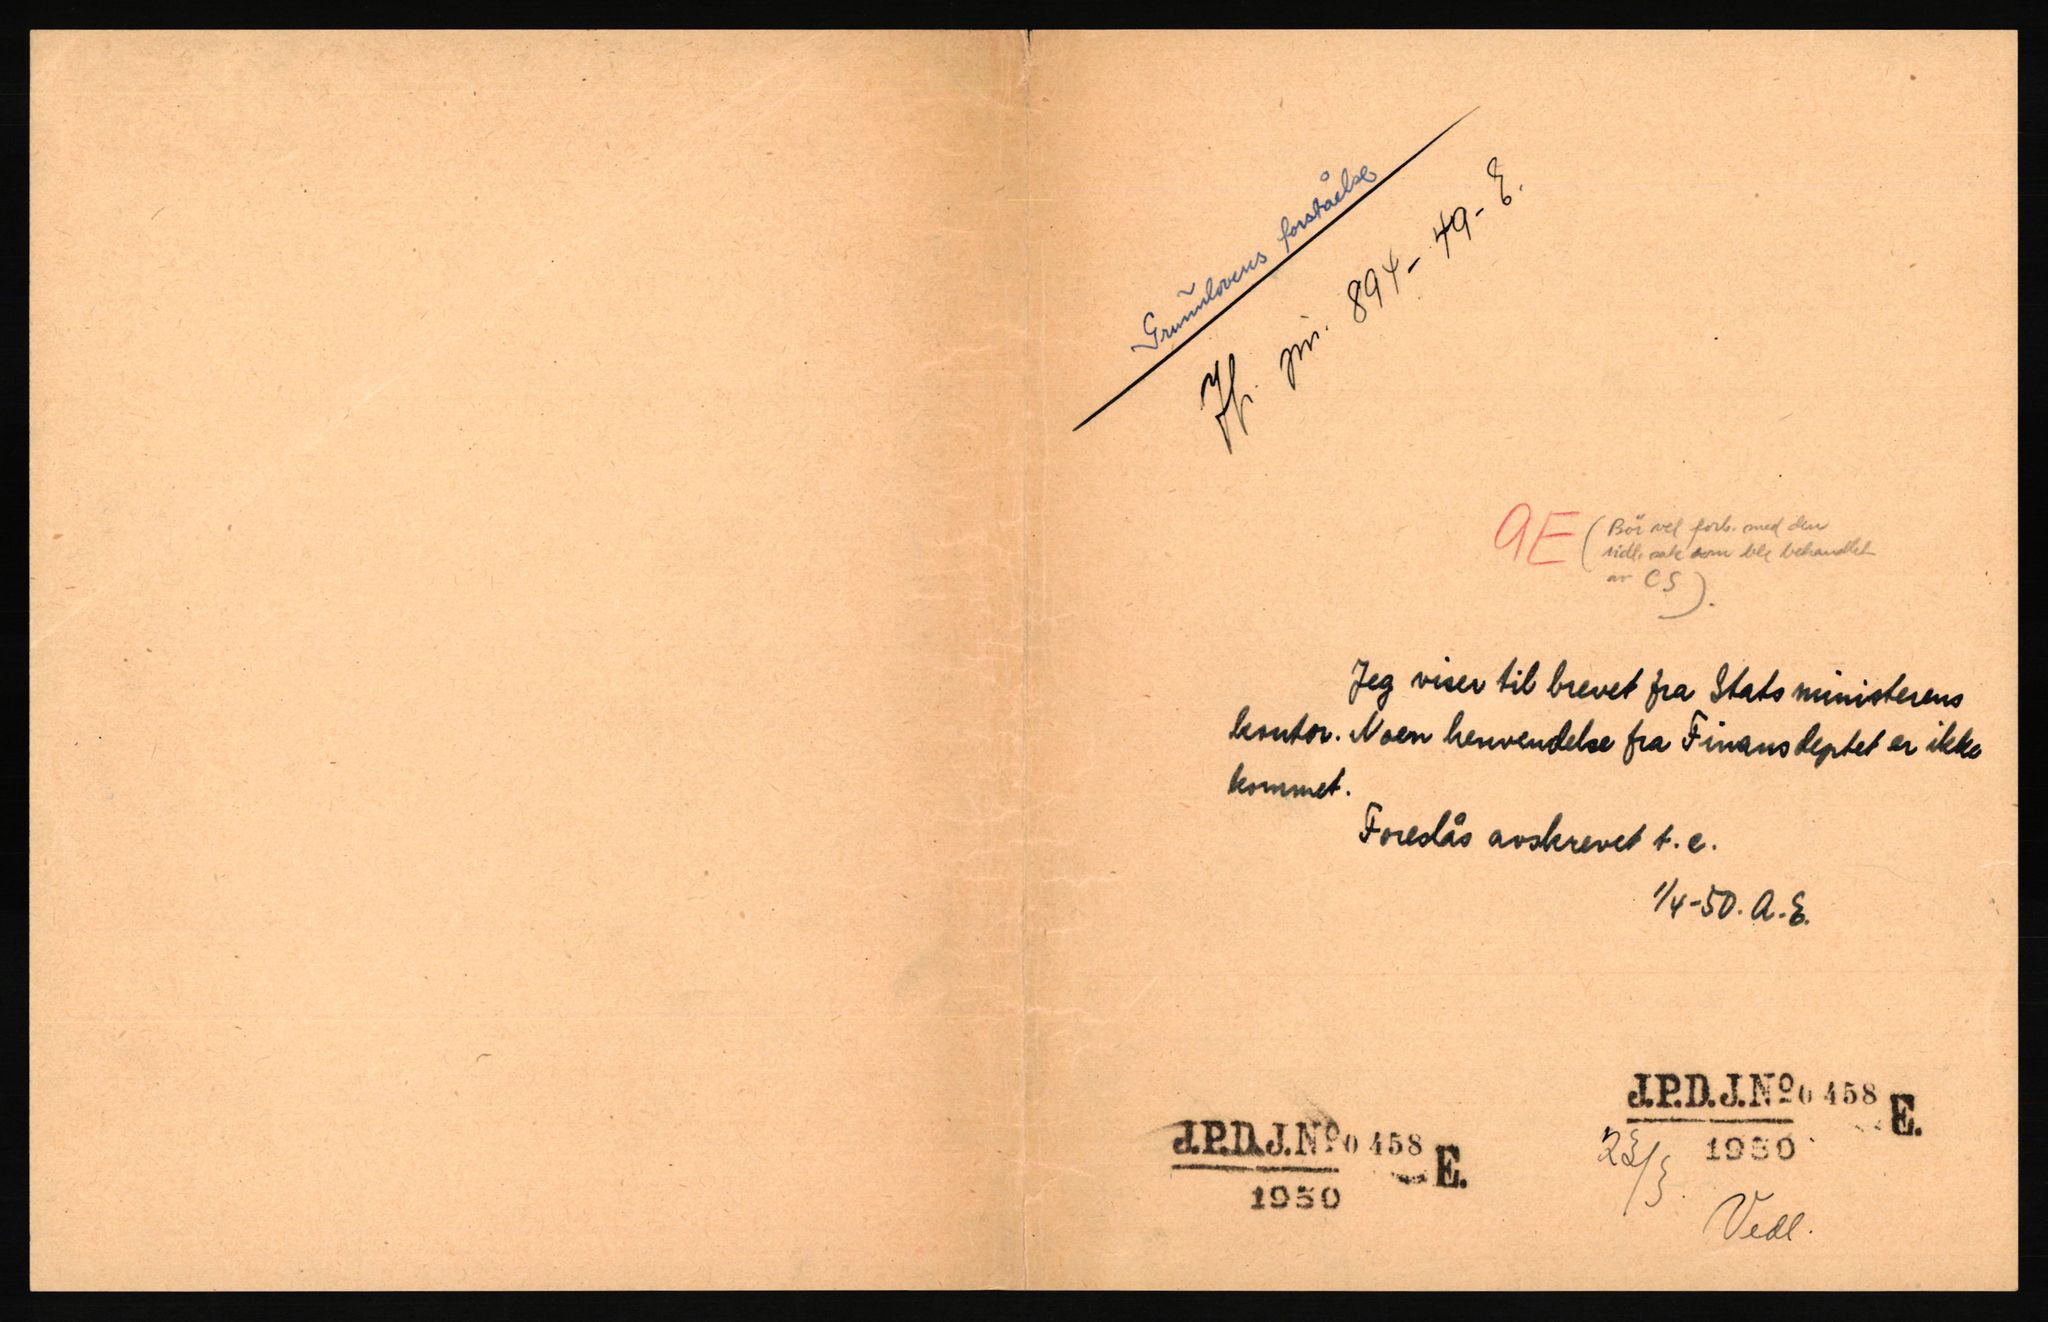 Grunnlovens forståelse
Jfr. jnr. 894-49-E.
AE (Bör vel forb. med den
tidl. sak som ble behandlet
av CS).
Jeg viser til brevet fra Statsministerens
kontor. Noen henvendelse fra Finansdeptet er ikke
kommet.
Foreslås avskrevet t.e.
1/4-50. A.E.
J.P.D.J.Nº 0458 E.
1950
J.P.D.J.Nº 0458 E.
1950
23/3.
Vedl.